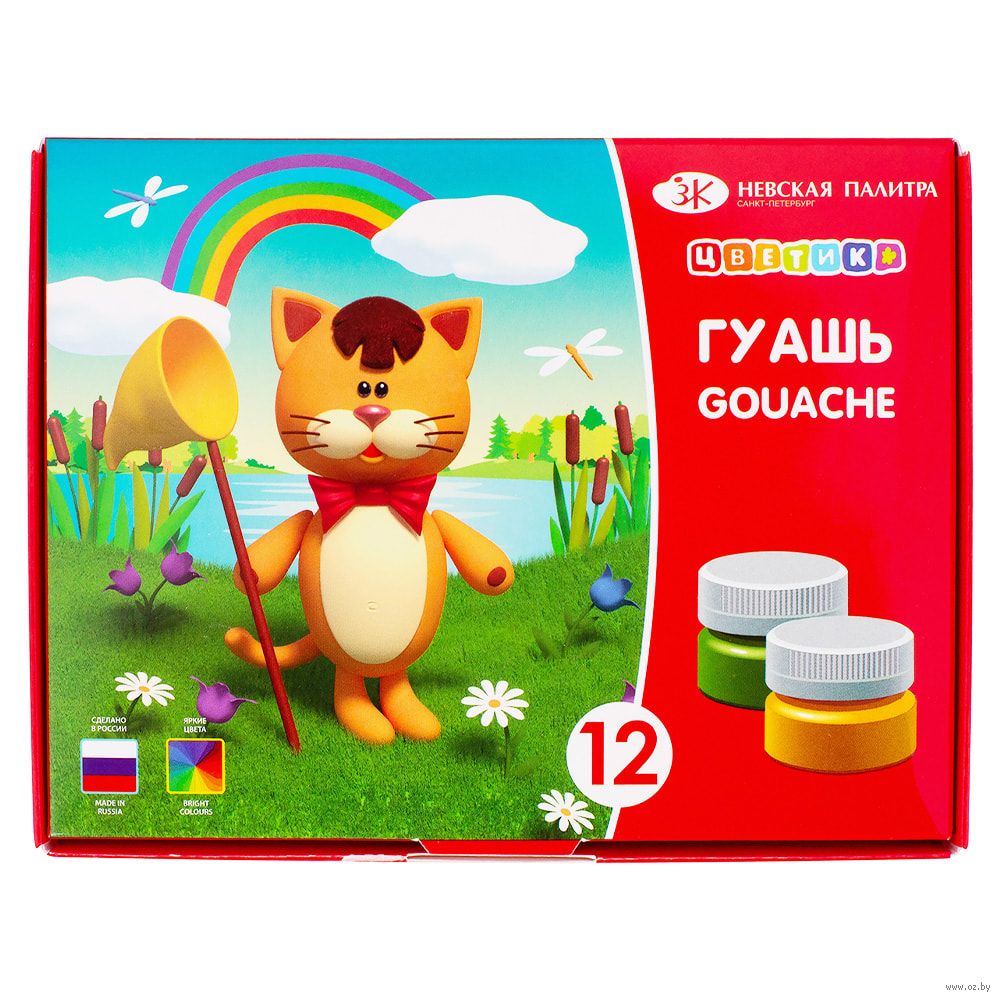 ЗК НЕВСКАЯ ПАЛИТРА
САНКТ-ПЕТЕРБУРГ
ЦВЕТИК
ГУАШЬ
GOUACHE
12
СДЕЛАНО
В РОССИИ
MADE IN
RUSSIA
ЯРКИЕ
ЦВЕТА
BRIGHT
COLOURS
www.oz.by